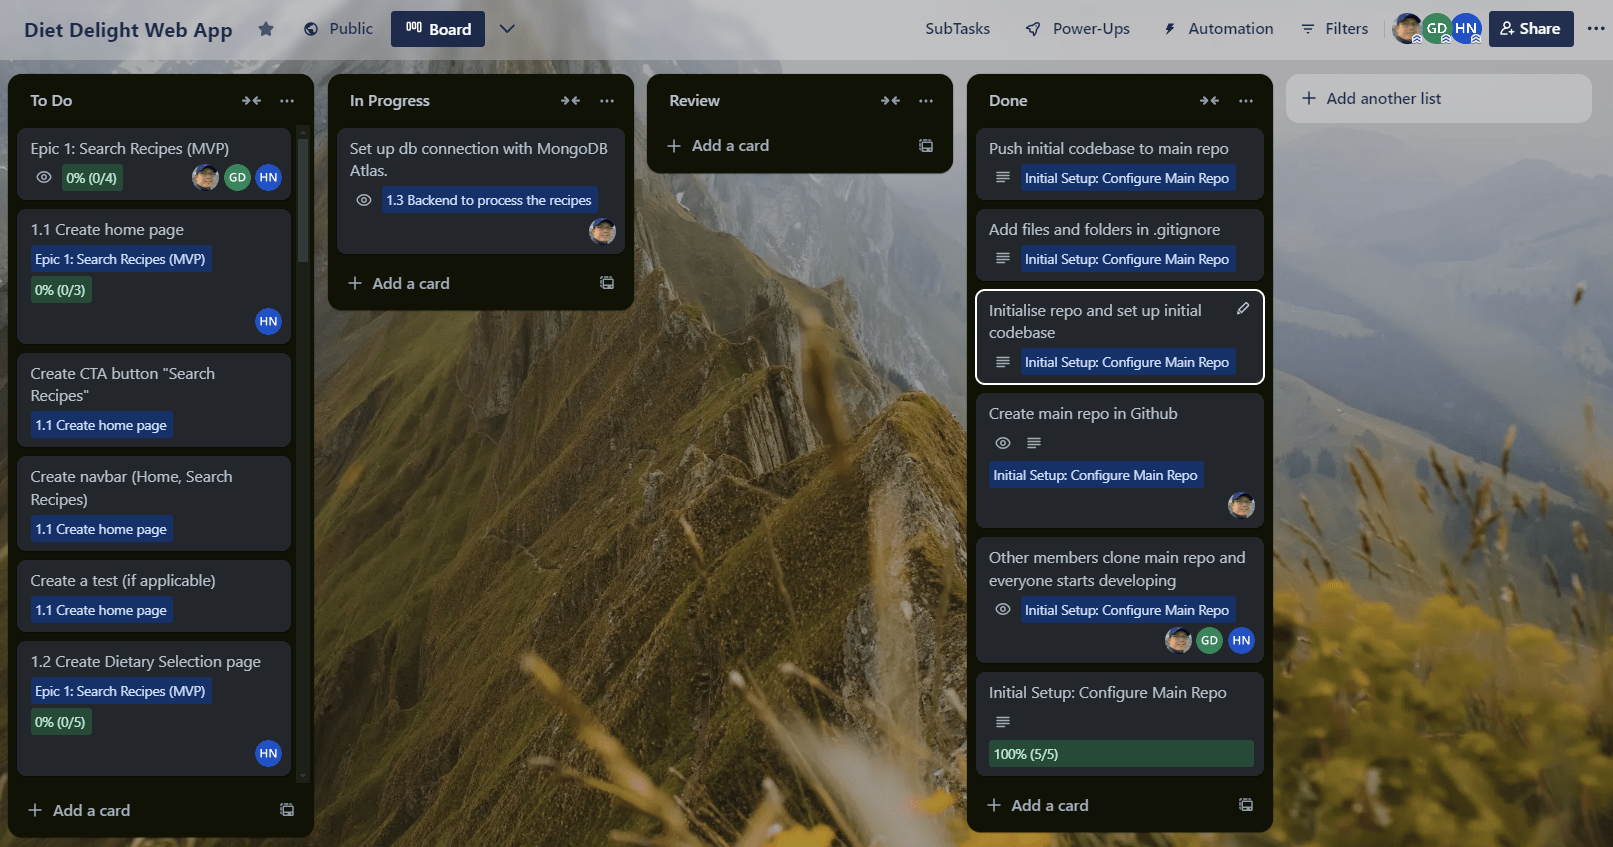 Diet Delight Web App
Public
Board
SubTasks
Power-Ups
Automation
Filters
GD
HN
Share
To Do
Epic 1: Search Recipes (MVP)
0% (0/4)
GD
HN
1.1 Create home page
Epic 1: Search Recipes (MVP)
0% (0/3)
HN
Create CTA button "Search
Recipes"
1.1 Create home page
Create navbar (Home, Search
Recipes)
1.1 Create home page
Create a test (if applicable)
1.1 Create home page
1.2 Create Dietary Selection page
Epic 1: Search Recipes (MVP)
0% (0/5)
HN
Add a card
In Progress
Set up db connection with MongoDB
Atlas.
1.3 Backend to process the recipes
Add a card
Review
Add a card
Done
Push initial codebase to main repo
Initial Setup: Configure Main Repo
Add files and folders in .gitignore
Initial Setup: Configure Main Repo
Initialise repo and set up initial
codebase
Initial Setup: Configure Main Repo
Create main repo in Github
Initial Setup: Configure Main Repo
Other members clone main repo and
everyone starts developing
Initial Setup: Configure Main Repo
GD
HN
Initial Setup: Configure Main Repo
100% (5/5)
Add a card
Add another list